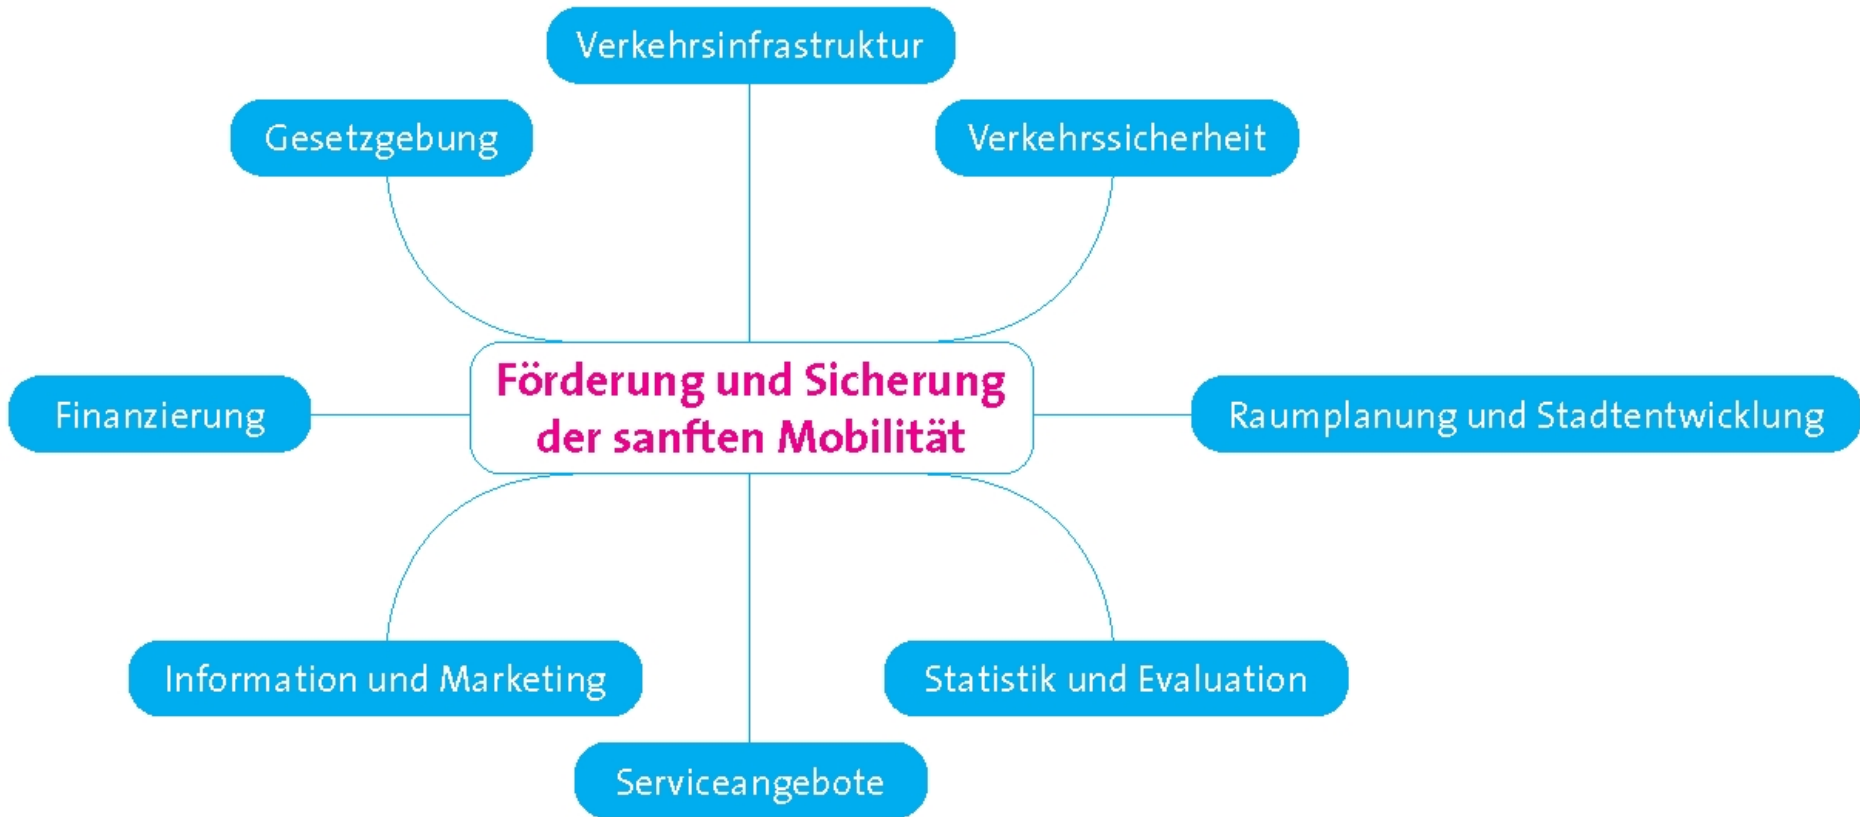 Verkehrsinfrastruktur
Gesetzgebung
Verkehrssicherheit
Förderung und Sicherung
der sanften Mobilität
Finanzierung
Raumplanung und Stadtentwicklung
Information und Marketing
Statistik und Evaluation
Serviceangebote